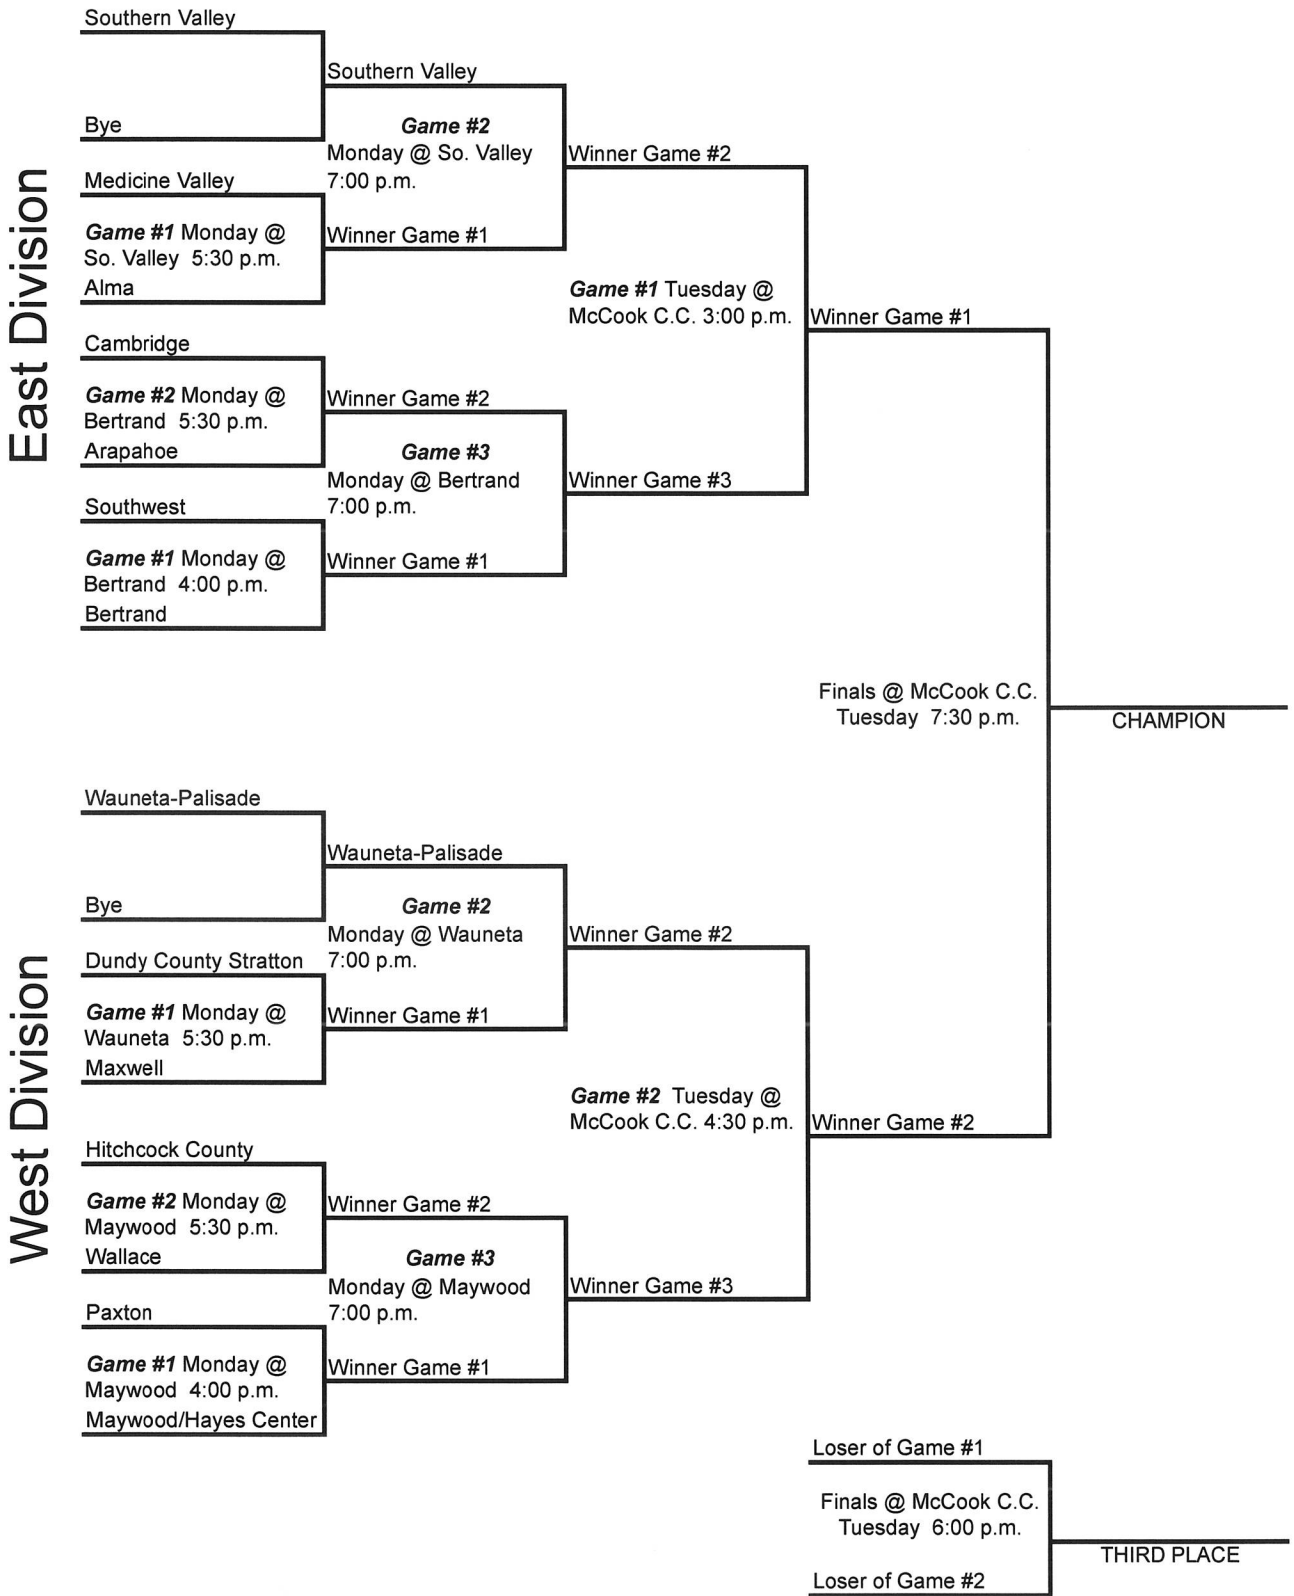 East Division
Southern Valley
Southern Valley
Bye
Game #2
Monday @ So. Valley
7:00 p.m.
Winner Game #2
Medicine Valley
Game #1 Monday @
So. Valley 5:30 p.m.
Alma
Winner Game #1
Game #1 Tuesday @
McCook C.C. 3:00 p.m.
Winner Game #1
Cambridge
Game #2 Monday @
Bertrand 5:30 p.m.
Arapahoe
Winner Game #2
Game #3
Monday @ Bertrand
7:00 p.m.
Winner Game #3
Southwest
Game #1 Monday @
Bertrand 4:00 p.m.
Bertrand
Winner Game #1
Finals @ McCook C.C.
Tuesday 7:30 p.m.
CHAMPION
West Division
Wauneta-Palisade
Wauneta-Palisade
Bye
Game #2
Monday @ Wauneta
7:00 p.m.
Winner Game #2
Dundy County Stratton
Game #1 Monday @
Wauneta 5:30 p.m.
Maxwell
Winner Game #1
Game #2 Tuesday @
McCook C.C. 4:30 p.m.
Winner Game #2
Hitchcock County
Game #2 Monday @
Maywood 5:30 p.m.
Wallace
Winner Game #2
Game #3
Monday @ Maywood
7:00 p.m.
Winner Game #3
Paxton
Game #1 Monday @
Maywood 4:00 p.m.
Maywood/Hayes Center
Winner Game #1
Loser of Game #1
Finals @ McCook C.C.
Tuesday 6:00 p.m.
THIRD PLACE
Loser of Game #2